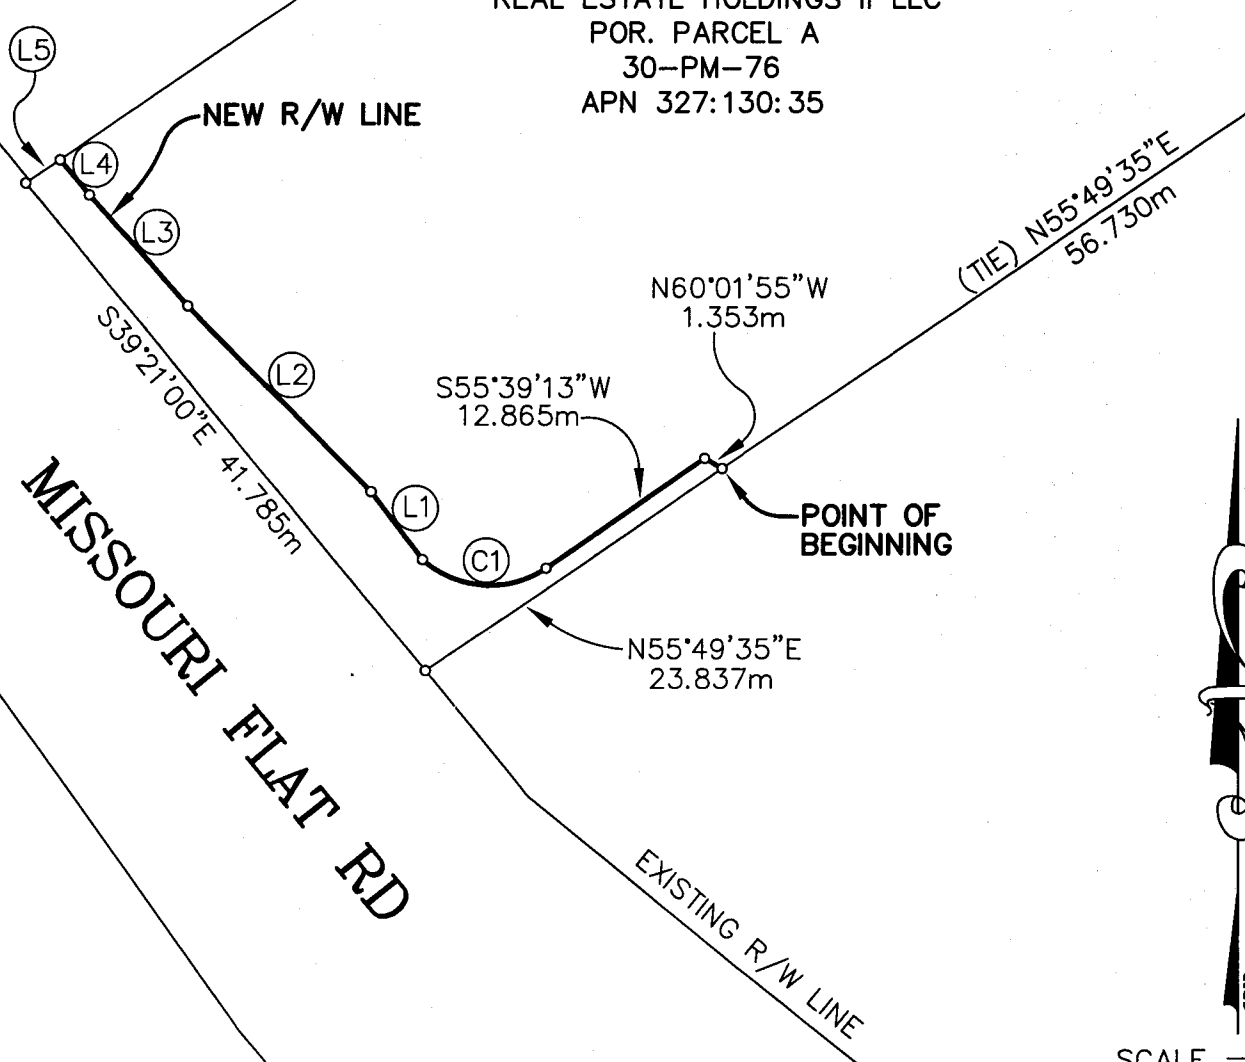 REAL ESTATE HOLDINGS II LLC
POR. PARCEL A
30-PM-76
APN 327:130:35
L5
NEW R/W LINE
L4
L3
(TIE) N55°49'35"E
56.730m
N60°01'55"W
1.353m
L2
S55°39'13"W
12.865m
S39°21'00"E 41.785m
L1
POINT OF
BEGINNING
C1
N55°49'35"E
23.837m
MISSOURI FLAT RD
EXISTING R/W LINE
SCALE